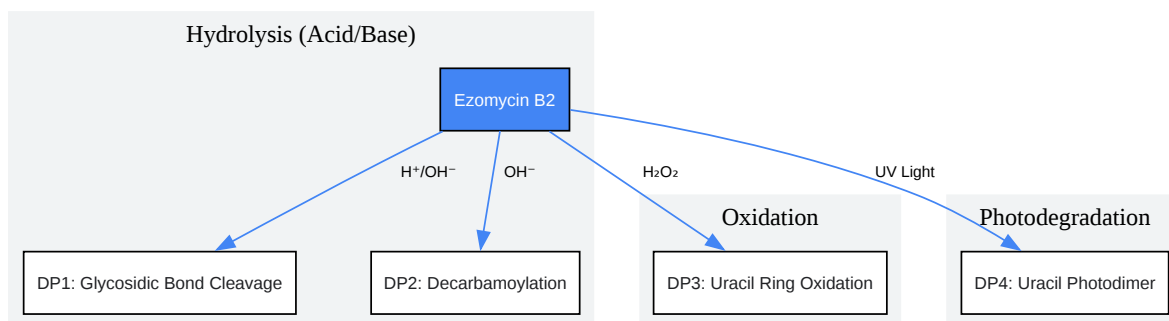 Hydrolysis (Acid/Base)
Ezomycin B2
H⁺/OH⁻
OH⁻
H₂O₂
UV Light
Oxidation
Photodegradation
DP1: Glycosidic Bond Cleavage
DP2: Decarbamoylation
DP3: Uracil Ring Oxidation
DP4: Uracil Photodimer